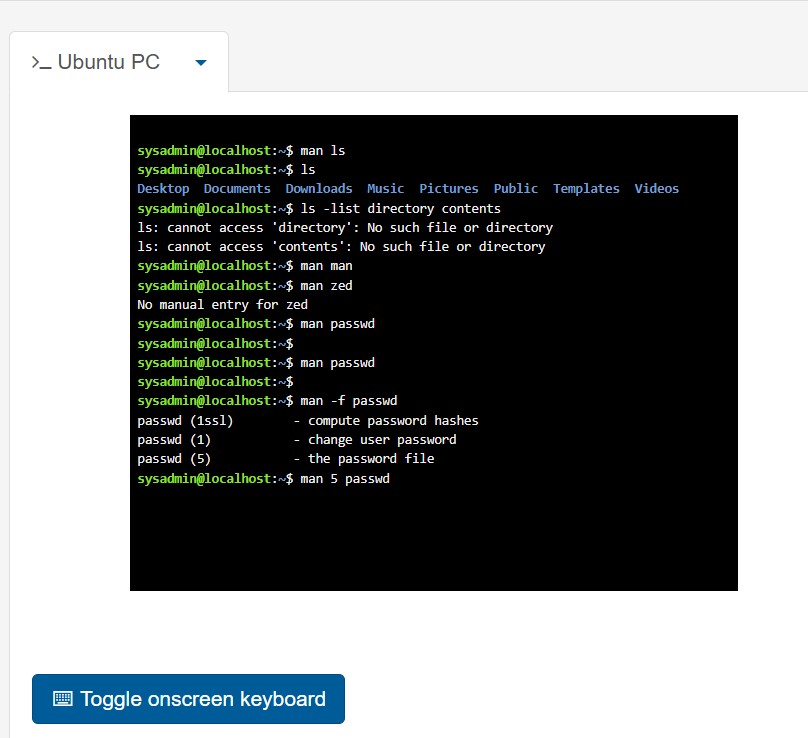 >_ Ubuntu PC
sysadmin@localhost:~$ man ls
sysadmin@localhost:~$ ls
Desktop  Documents  Downloads  Music  Pictures  Public  Templates  Videos
sysadmin@localhost:~$ ls -list directory contents
ls: cannot access 'directory': No such file or directory
ls: cannot access 'contents': No such file or directory
sysadmin@localhost:~$ man man
sysadmin@localhost:~$ man zed
No manual entry for zed
sysadmin@localhost:~$ man passwd
sysadmin@localhost:~$
sysadmin@localhost:~$ man passwd
sysadmin@localhost:~$
sysadmin@localhost:~$ man -f passwd
passwd (1ssl)        - compute password hashes
passwd (1)           - change user password
passwd (5)           - the password file
sysadmin@localhost:~$ man 5 passwd
Toggle onscreen keyboard